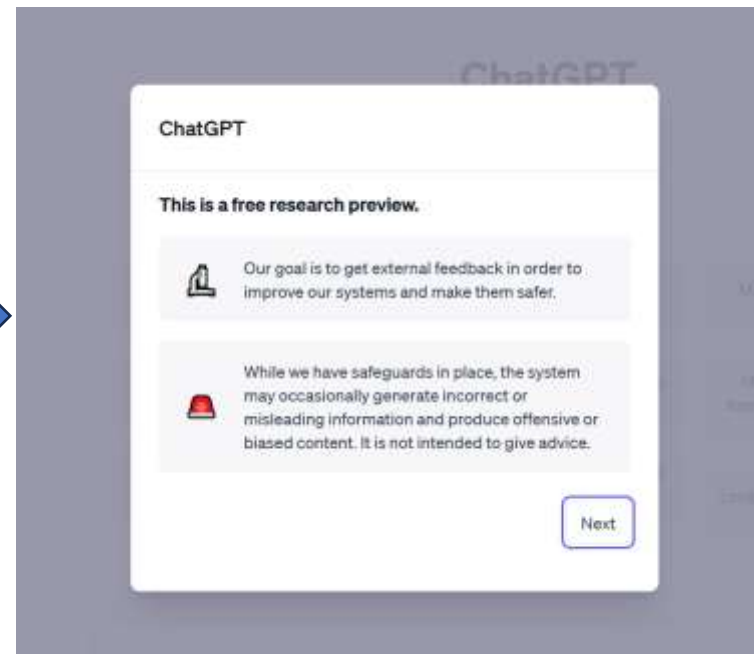 ChatGPT
ChatGPT
This is a free research preview.
Our goal is to get external feedback in order to
improve our systems and make them safer.
While we have safeguards in place, the system
may occasionally generate incorrect or
misleading information and produce offensive or
biased content. It is not intended to give advice.
Next